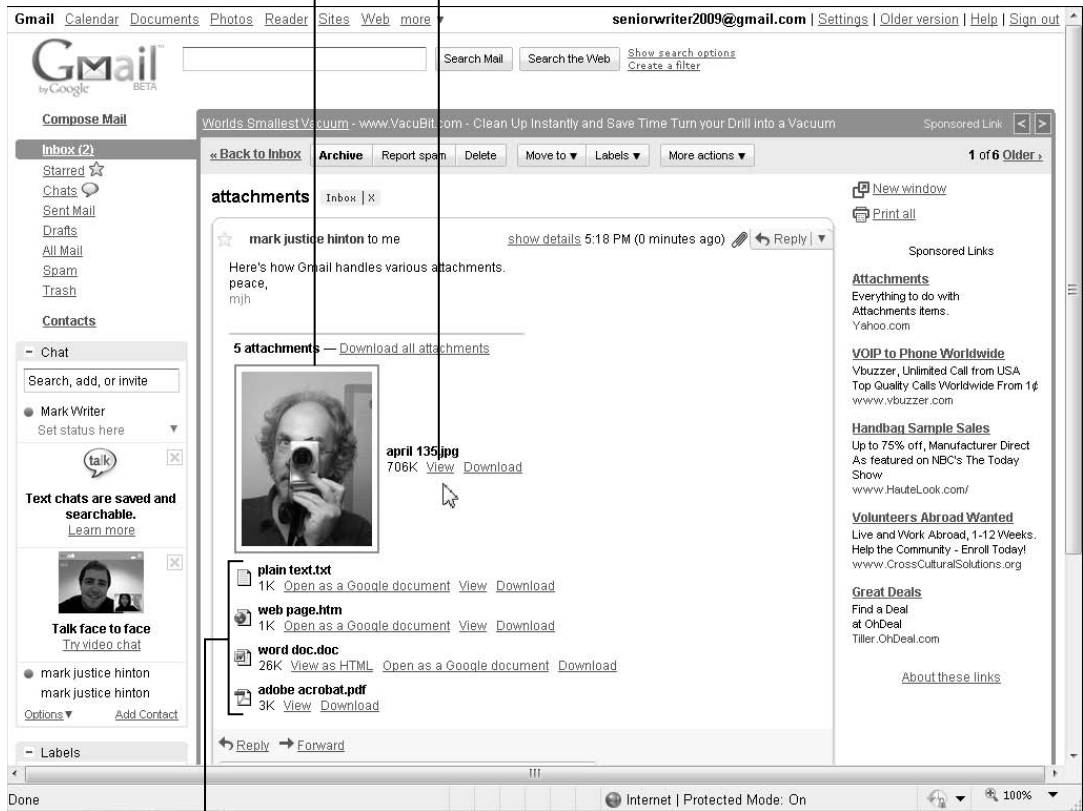 Gmail Calendar Documents Photos Reader Sites Web more ▼
seniorwriter2009@gmail.com | Settings | Older version | Help | Sign out
Gmail
by Google BETA
Search Mail Search the Web Show search options
Create a filter
Compose Mail
Inbox (2)
Starred
Chats
Sent Mail
Drafts
All Mail
Spam
Trash
Contacts
− Chat
Search, add, or invite
Mark Writer
Set status here ▼
talk
Text chats are saved and
searchable.
Learn more
Talk face to face
Try video chat
mark justice hinton
mark justice hinton
Options ▼ Add Contact
− Labels
Worlds Smallest Vacuum - www.VacuBit.com - Clean Up Instantly and Save Time Turn your Drill into a Vacuum Sponsored Link < >
« Back to Inbox Archive Report spam Delete Move to ▼ Labels ▼ More actions ▼ 1 of 6 Older ›
attachments Inbox | X
mark justice hinton to me show details 5:18 PM (0 minutes ago) Reply | ▼
Here's how Gmail handles various attachments.
peace,
mjh
5 attachments — Download all attachments
april 135.jpg
706K View Download
plain text.txt
1K Open as a Google document View Download
web page.htm
1K Open as a Google document View Download
word doc.doc
26K View as HTML Open as a Google document Download
adobe acrobat.pdf
3K View Download
Reply Forward
New window
Print all
Sponsored Links
Attachments
Everything to do with
Attachments items.
Yahoo.com
VOIP to Phone Worldwide
Vbuzzer, Unlimited Call from USA
Top Quality Calls Worldwide From 1¢
www.vbuzzer.com
Handbag Sample Sales
Up to 75% off, Manufacturer Direct
As featured on NBC's The Today
Show
www.HauteLook.com/
Volunteers Abroad Wanted
Live and Work Abroad, 1-12 Weeks.
Help the Community - Enroll Today!
www.CrossCulturalSolutions.org
Great Deals
Find a Deal
at OhDeal
Tiller.OhDeal.com
About these links
Done Internet | Protected Mode: On 100% ▼